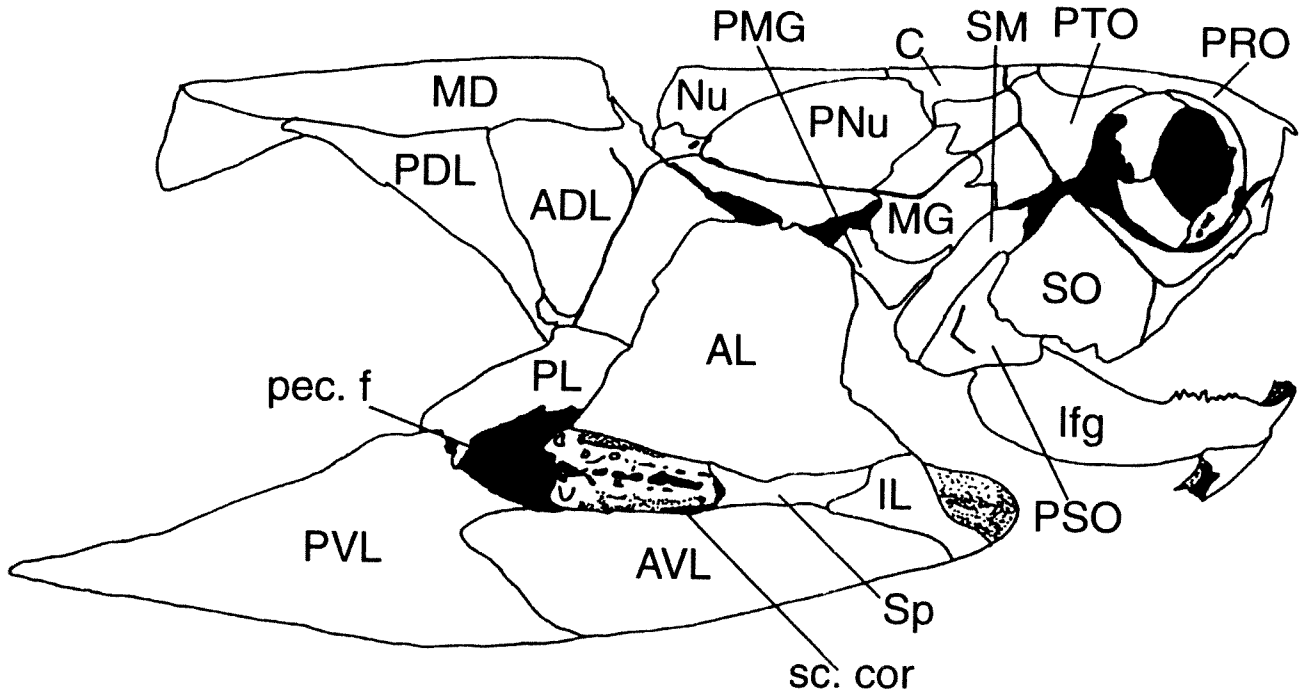 PMG
C
SM
PTO
PRO
MD
Nu
PNu
PDL
ADL
MG
SO
AL
PL
pec. f
Ifg
IL
PSO
PVL
AVL
Sp
sc. cor